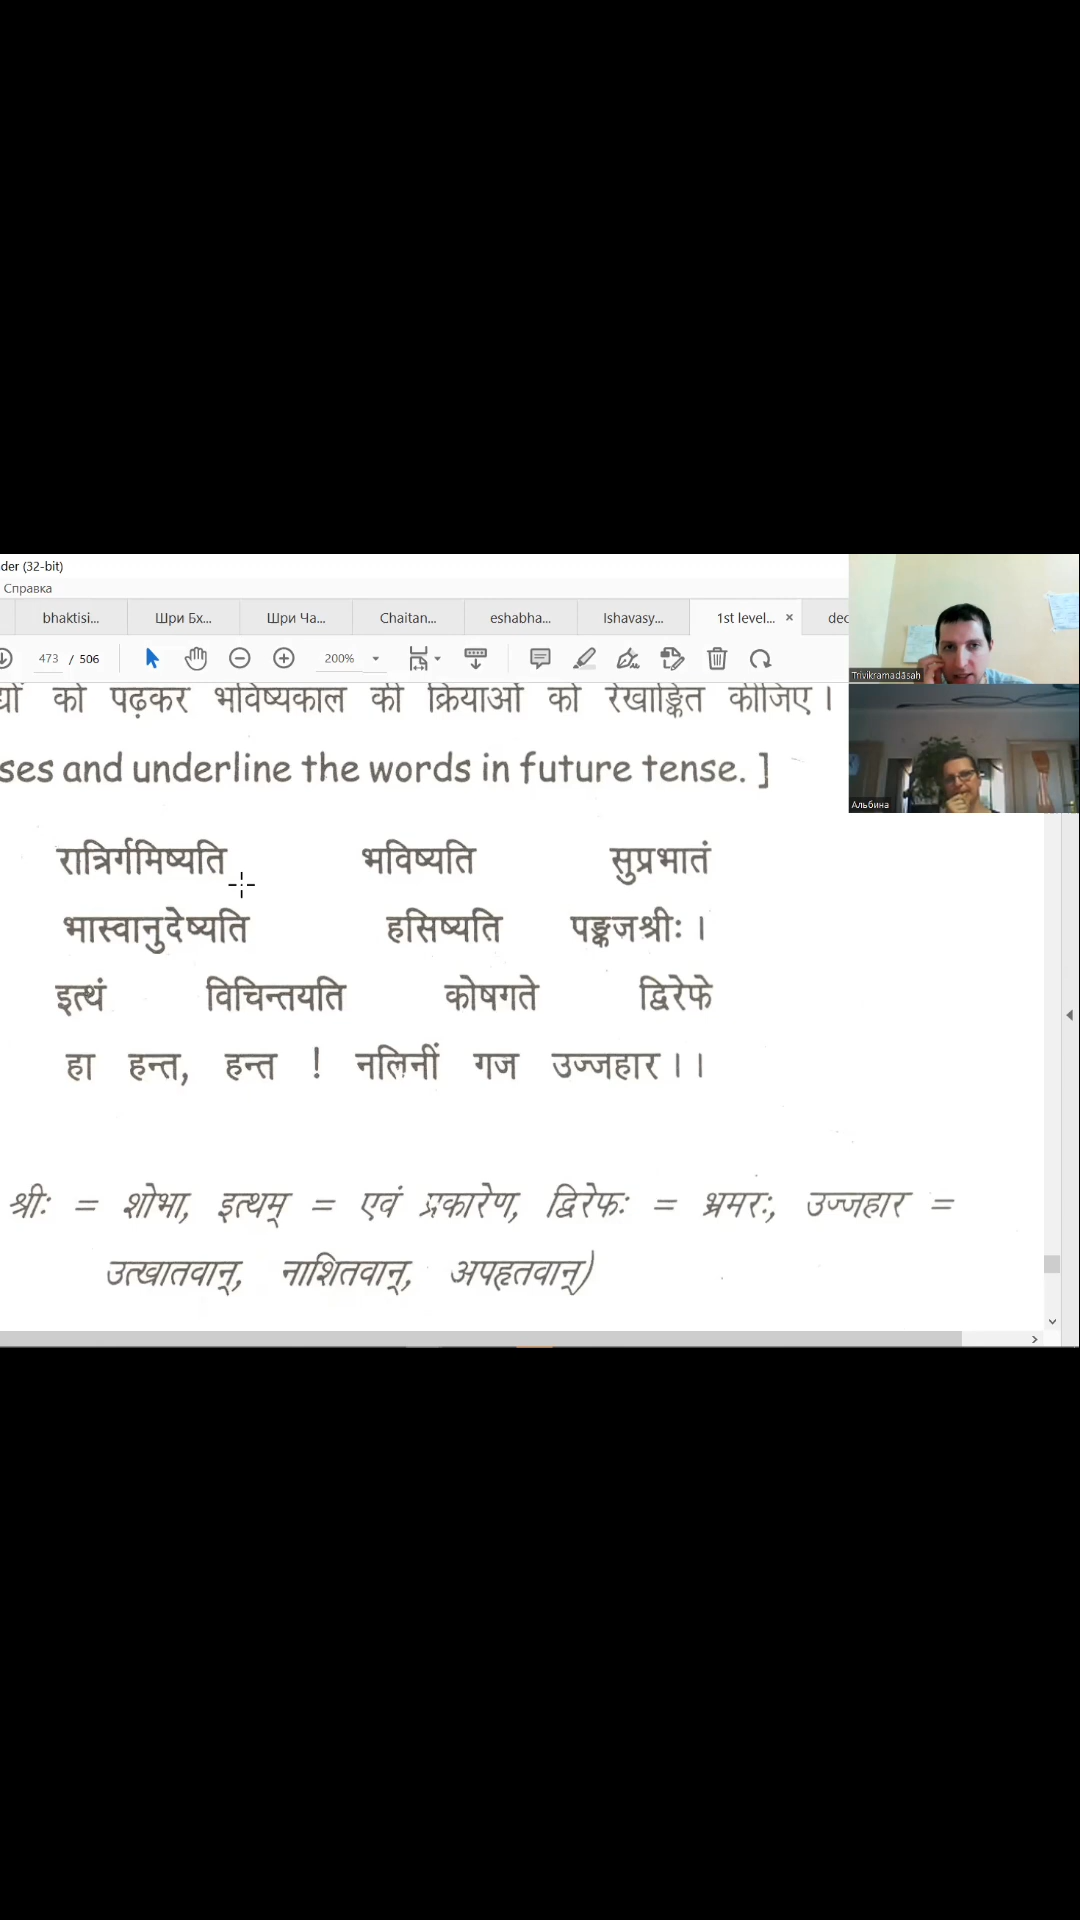 der (32-bit)
Справка
bhaktisi... Шри Бх... Шри Ча... Chaitan... eshabha... Ishavasy... 1st level... × dec
473 / 506 200%
Trivikramadāsaḥ
द्यों को पढ़कर भविष्यकाल की क्रियाओं को रेखाङ्कित कीजिए ।
ses and underline the words in future tense. ]
Альбина
रात्रिर्गमिष्यति भविष्यति सुप्रभातं
भास्वानुदेष्यति हसिष्यति पङ्कजश्रीः ।
इत्थं विचिन्तयति कोषगते द्विरेफे
हा हन्त, हन्त ! नलिनीं गज उज्जहार ।।
श्रीः = शोभा, इत्थम् = एवं प्रकारेण, द्विरेफः = भ्रमरः, उज्जहार =
उत्खातवान्, नाशितवान्, अपहृतवान्)